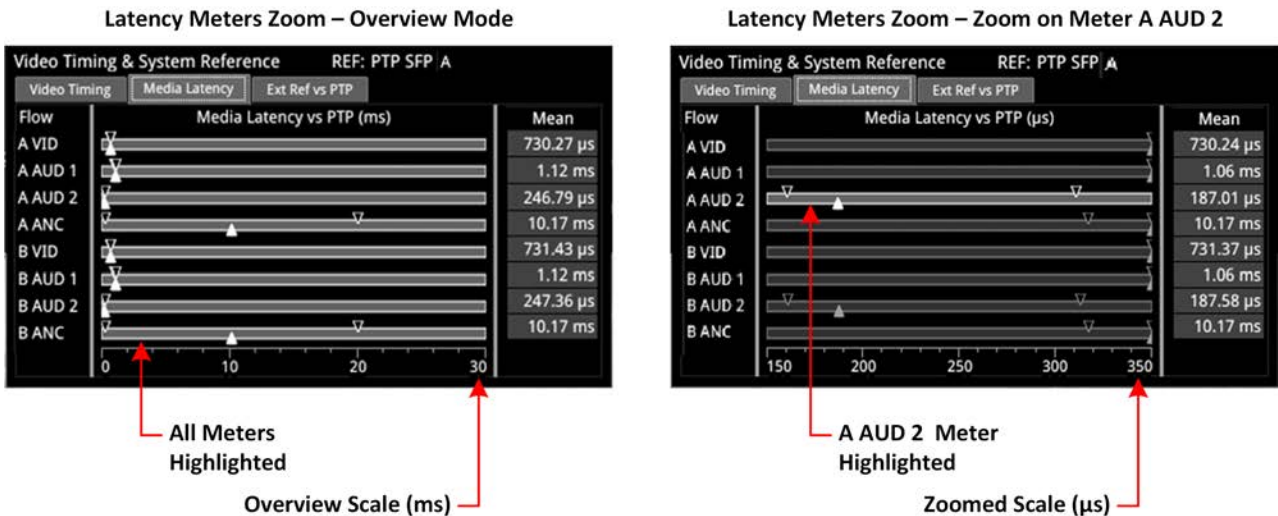 Latency Meters Zoom – Overview Mode
Video Timing & System Reference REF: PTP SFP A
Video Timing Media Latency Ext Ref vs PTP
Flow Media Latency vs PTP (ms) Mean
A VID 730.27 µs
A AUD 1 1.12 ms
A AUD 2 246.79 µs
A ANC 10.17 ms
B VID 731.43 µs
B AUD 1 1.12 ms
B AUD 2 247.36 µs
B ANC 10.17 ms
0 10 20 30
All Meters
Highlighted
Overview Scale (ms)
Latency Meters Zoom – Zoom on Meter A AUD 2
Video Timing & System Reference REF: PTP SFP A
Video Timing Media Latency Ext Ref vs PTP
Flow Media Latency vs PTP (µs) Mean
A VID 730.24 µs
A AUD 1 1.06 ms
A AUD 2 187.01 µs
A ANC 10.17 ms
B VID 731.37 µs
B AUD 1 1.06 ms
B AUD 2 187.58 µs
B ANC 10.17 ms
150 200 250 300 350
A AUD 2 Meter
Highlighted
Zoomed Scale (µs)